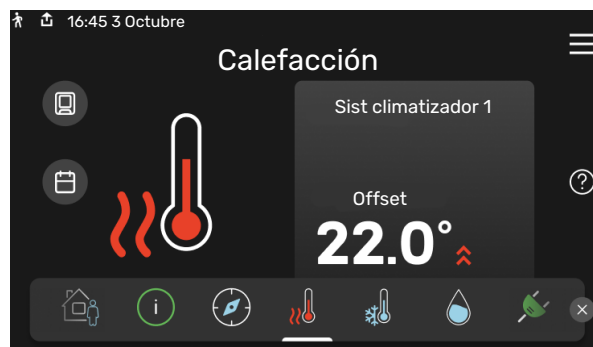 16:45 3 Octubre
Calefacción
Sist climatizador 1
Offset
22.0°
i
?